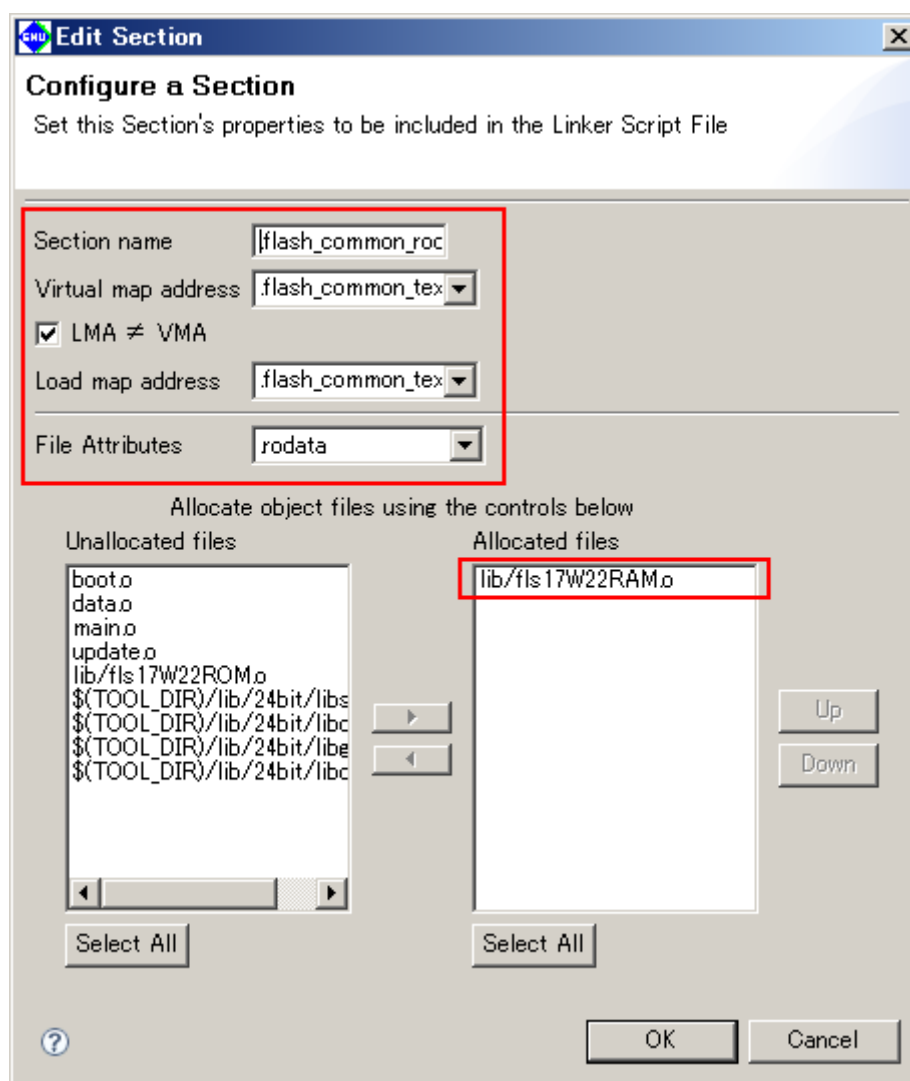 GNU Edit Section
Configure a Section
Set this Section's properties to be included in the Linker Script File
Section name .flash_common_roc
Virtual map address .flash_common_tex
LMA ≠ VMA
Load map address .flash_common_tex
File Attributes rodata
Allocate object files using the controls below
Unallocated files
boot.o
data.o
main.o
update.o
lib/fls17W22ROM.o
$(TOOL_DIR)/lib/24bit/libs
$(TOOL_DIR)/lib/24bit/libc
$(TOOL_DIR)/lib/24bit/libe
$(TOOL_DIR)/lib/24bit/libc
Select All
Allocated files
lib/fls17W22RAM.o
Select All
Up
Down
?
OK Cancel